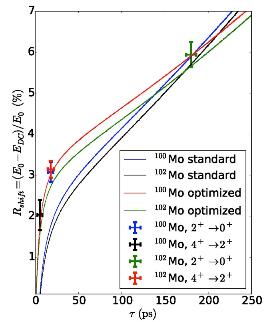 7
6
5
4
3
2
1
R_shift=(E_0−E_DC)/E_0 (%)
^100Mo standard
^102Mo standard
^100Mo optimized
^102Mo optimized
^100Mo, 2^+→0^+
^100Mo, 4^+→2^+
^102Mo, 2^+→0^+
^102Mo, 4^+→2^+
0 50 100 150 200 250
τ (ps)